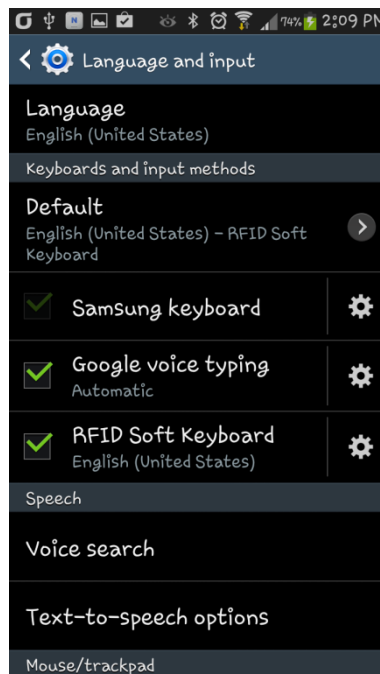 74% 2:09 PM
Language and input
Language
English (United States)
Keyboards and input methods
Default
English (United States) – RFID Soft
Keyboard
Samsung keyboard
Google voice typing
Automatic
RFID Soft Keyboard
English (United States)
Speech
Voice search
Text-to-speech options
Mouse/trackpad